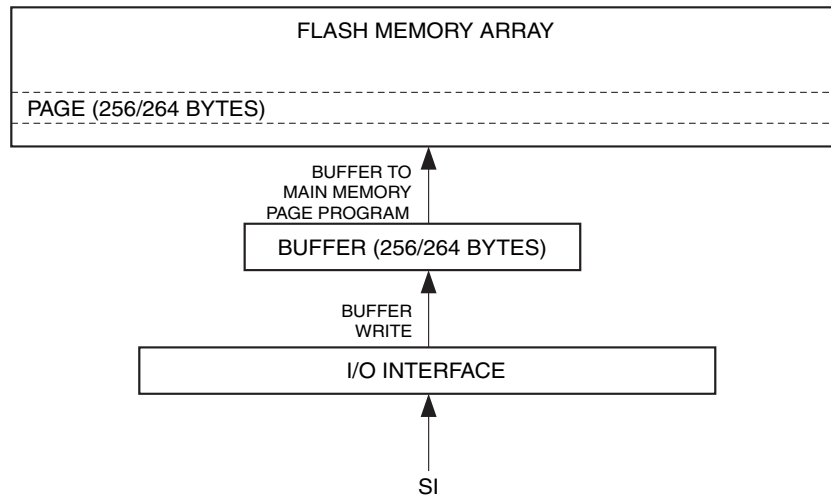 FLASH MEMORY ARRAY
PAGE (256/264 BYTES)
BUFFER TO
MAIN MEMORY
PAGE PROGRAM
BUFFER (256/264 BYTES)
BUFFER
WRITE
I/O INTERFACE
SI